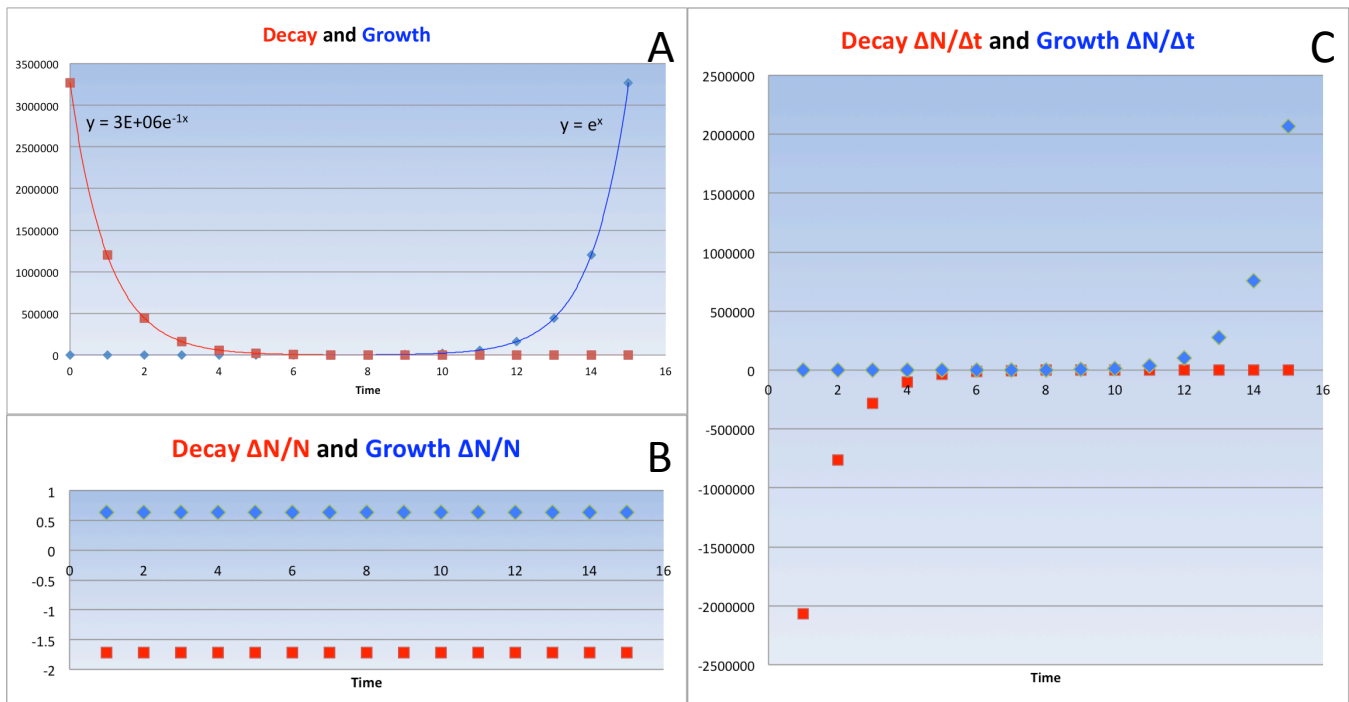 Decay and Growth
A
3500000
3000000
2500000
2000000
1500000
1000000
500000
0
y = 3E+06e⁻¹ˣ
y = eˣ
0 2 4 6 8 10 12 14 16
Time
Decay ΔN/N and Growth ΔN/N
B
1
0.5
0
-0.5
-1
-1.5
-2
0 2 4 6 8 10 12 14 16
Time
Decay ΔN/Δt and Growth ΔN/Δt
C
2500000
2000000
1500000
1000000
500000
0
-500000
-1000000
-1500000
-2000000
-2500000
0 2 4 6 8 10 12 14 16
Time